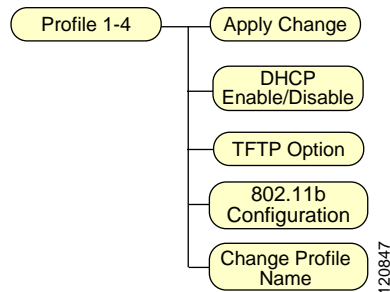 Profile 1-4
Apply Change
DHCP
Enable/Disable
TFTP Option
802.11b
Configuration
Change Profile
Name
120847